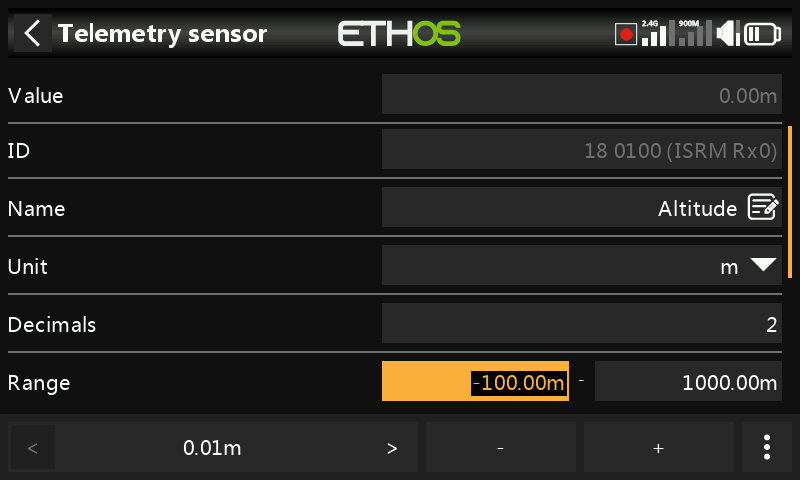 Telemetry sensor ETHOS 2.4G 900M
Value 0.00m
ID 18 0100 (ISRM Rx0)
Name Altitude
Unit m
Decimals 2
Range -100.00m - 1000.00m
< 0.01m > - +